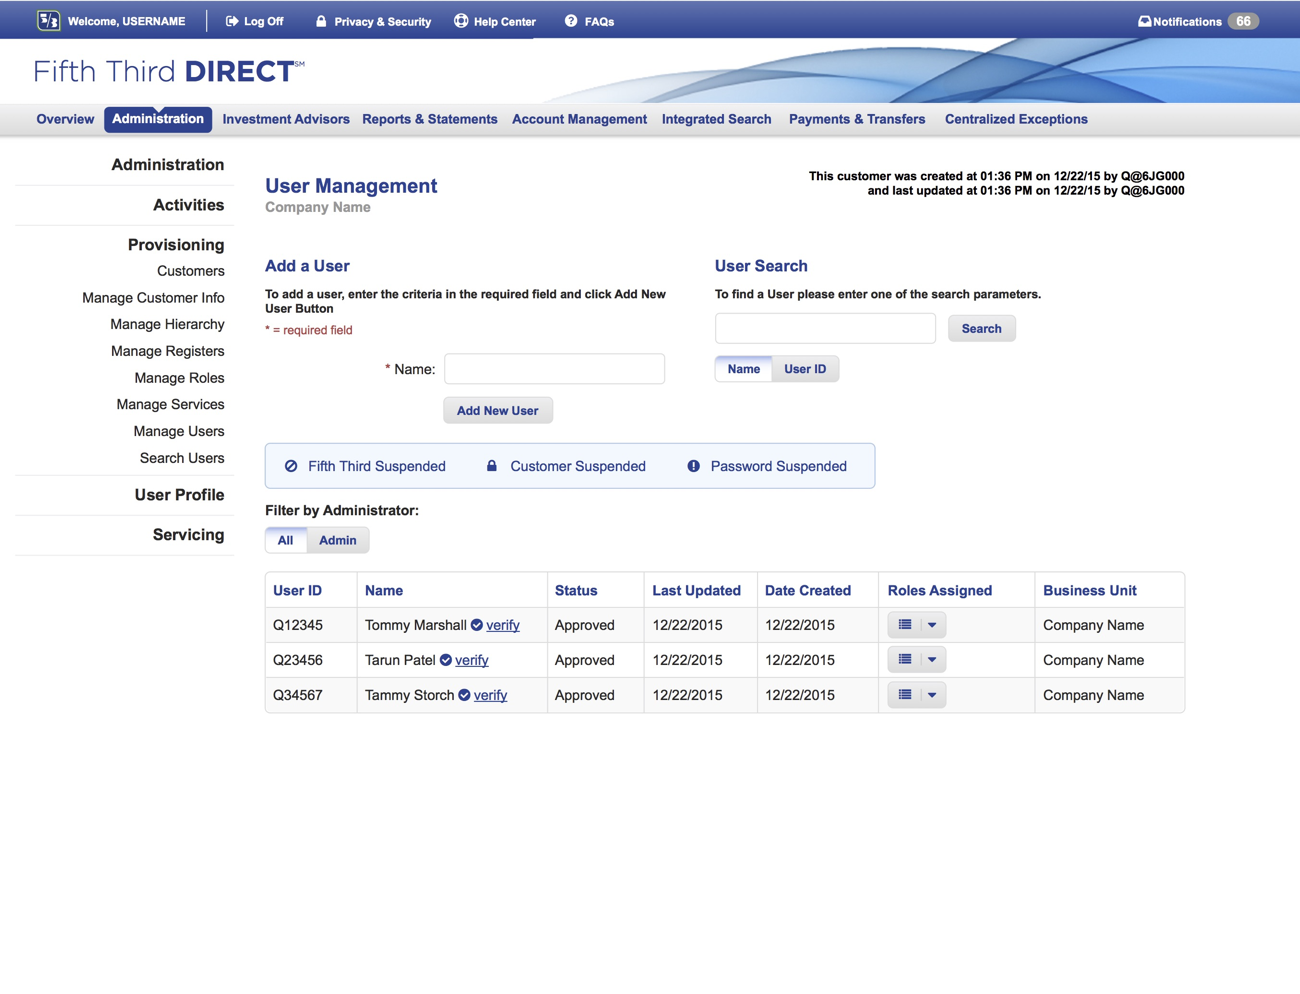 Welcome, USERNAME
Log Off
Privacy & Security
Help Center
FAQs
Notifications 66
Fifth Third DIRECT℠
Overview
Administration
Investment Advisors
Reports & Statements
Account Management
Integrated Search
Payments & Transfers
Centralized Exceptions
Administration
Activities
Provisioning
Customers
Manage Customer Info
Manage Hierarchy
Manage Registers
Manage Roles
Manage Services
Manage Users
Search Users
User Profile
Servicing
User Management
Company Name
This customer was created at 01:36 PM on 12/22/15 by Q@6JG000
and last updated at 01:36 PM on 12/22/15 by Q@6JG000
Add a User
To add a user, enter the criteria in the required field and click Add New
User Button
* = required field
* Name:
Add New User
User Search
To find a User please enter one of the search parameters.
Search
Name
User ID
Fifth Third Suspended
Customer Suspended
Password Suspended
Filter by Administrator:
All
Admin
User ID Name Status Last Updated Date Created Roles Assigned Business Unit
Q12345 Tommy Marshall verify Approved 12/22/2015 12/22/2015 Company Name
Q23456 Tarun Patel verify Approved 12/22/2015 12/22/2015 Company Name
Q34567 Tammy Storch verify Approved 12/22/2015 12/22/2015 Company Name